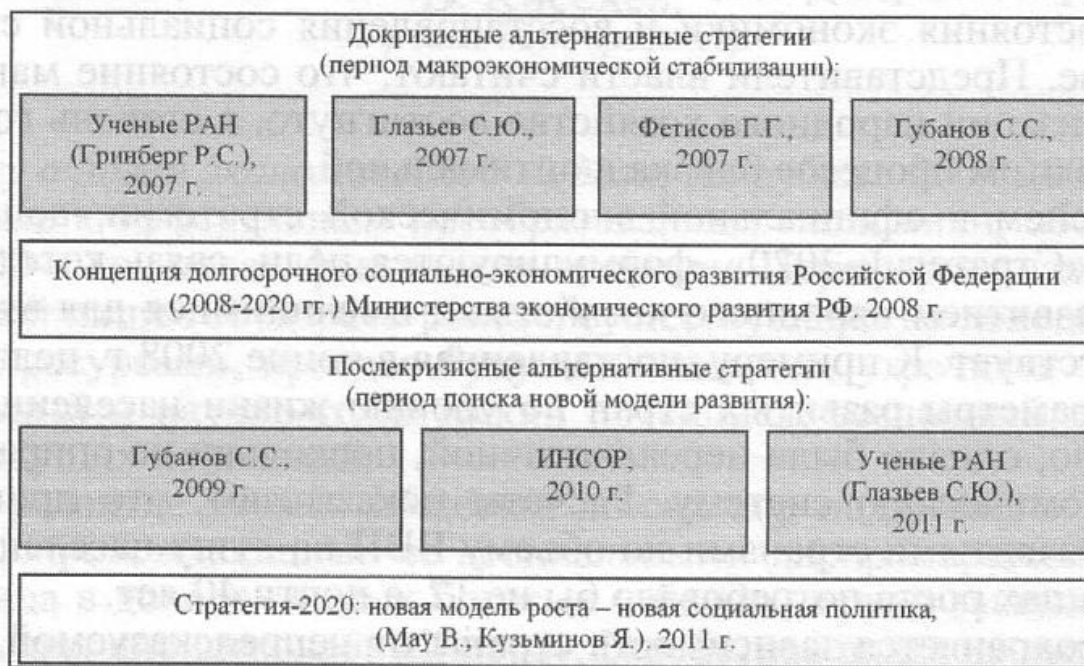 Докризисные альтернативные стратегии
(период макроэкономической стабилизации):
Ученые РАН
(Гринберг Р.С.),
2007 г.
Глазьев С.Ю.,
2007 г.
Фетисов Г.Г.,
2007 г.
Губанов С.С.,
2008 г.
Концепция долгосрочного социально-экономического развития Российской Федерации
(2008-2020 гг.) Министерства экономического развития РФ, 2008 г.
Послекризисные альтернативные стратегии
(период поиска новой модели развития):
Губанов С.С.,
2009 г.
ИНСОР,
2010 г.
Ученые РАН
(Глазьев С.Ю.),
2011 г.
Стратегия-2020: новая модель роста – новая социальная политика,
(Мау В., Кузьминов Я.), 2011 г.